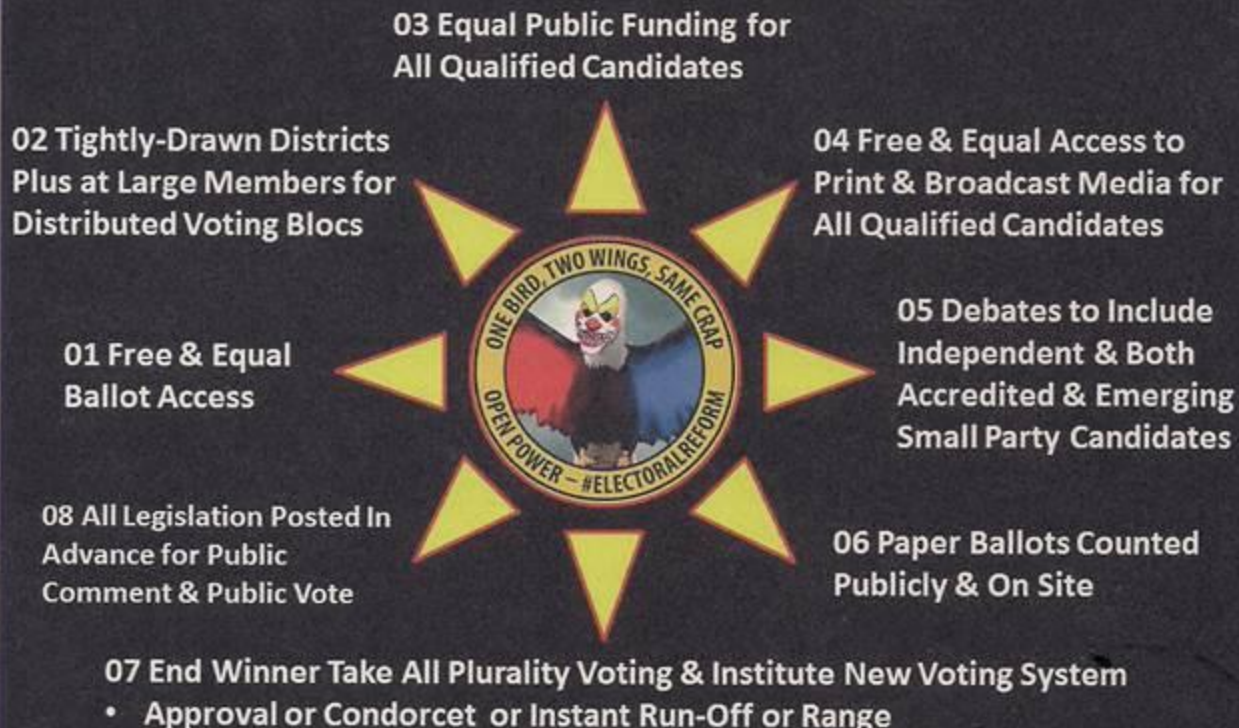 03 Equal Public Funding for
All Qualified Candidates
02 Tightly-Drawn Districts
Plus at Large Members for
Distributed Voting Blocs
04 Free & Equal Access to
Print & Broadcast Media for
All Qualified Candidates
01 Free & Equal
Ballot Access
ONE BIRD, TWO WINGS, SAME CRAP
OPEN POWER – #ELECTORALREFORM
05 Debates to Include
Independent & Both
Accredited & Emerging
Small Party Candidates
08 All Legislation Posted In
Advance for Public
Comment & Public Vote
06 Paper Ballots Counted
Publicly & On Site
07 End Winner Take All Plurality Voting & Institute New Voting System
• Approval or Condorcet or Instant Run-Off or Range